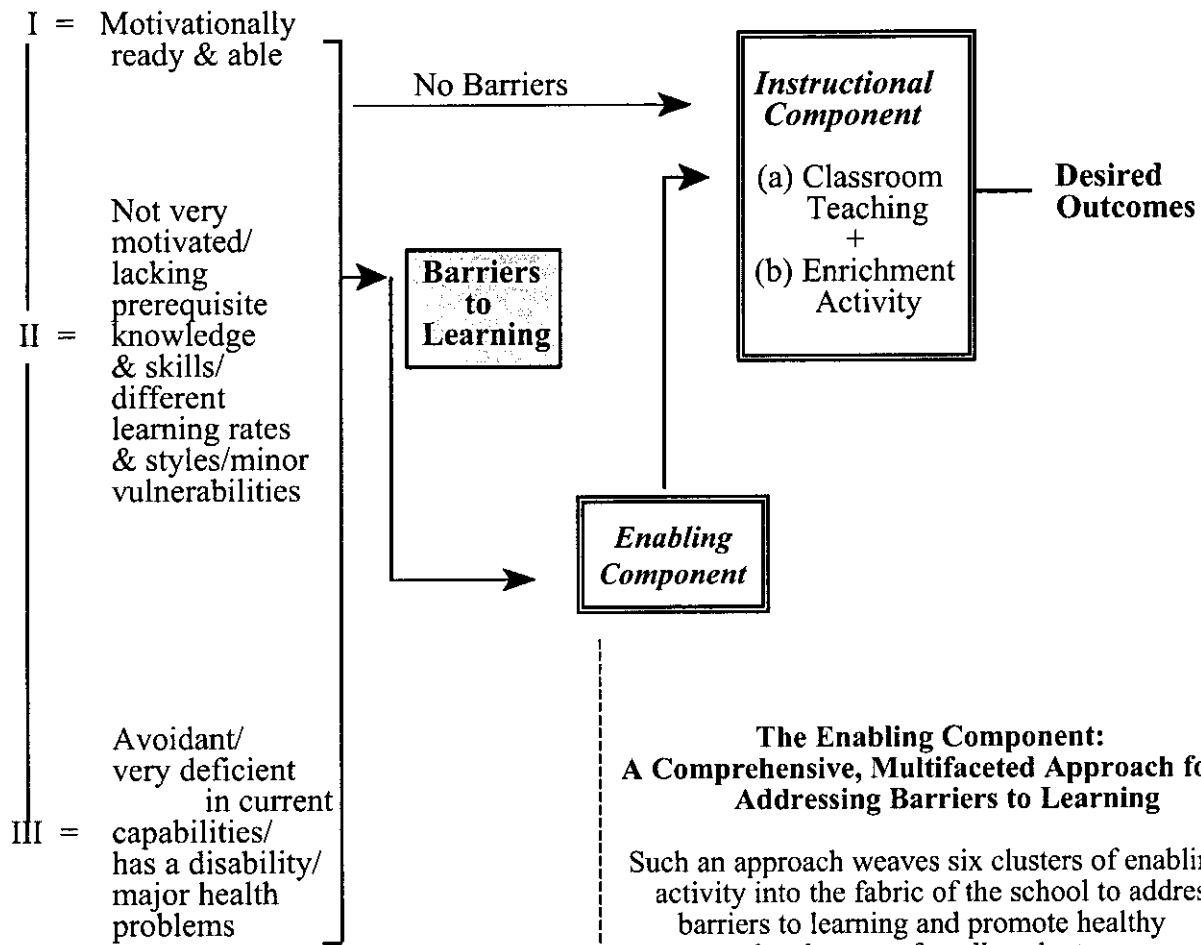 I = Motivationally
ready & able
No Barriers
Instructional
Component
(a) Classroom
Teaching
+
(b) Enrichment
Activity
Desired
Outcomes
Not very
motivated/
lacking
prerequisite
II = knowledge
& skills/
different
learning rates
& styles/minor
vulnerabilities
Barriers
to
Learning
Enabling
Component
Avoidant/
very deficient
in current
III = capabilities/
has a disability/
major health
problems
The Enabling Component:
A Comprehensive, Multifaceted Approach fo
Addressing Barriers to Learning
Such an approach weaves six clusters of enablin
activity into the fabric of the school to addres
barriers to learning and promote healthy